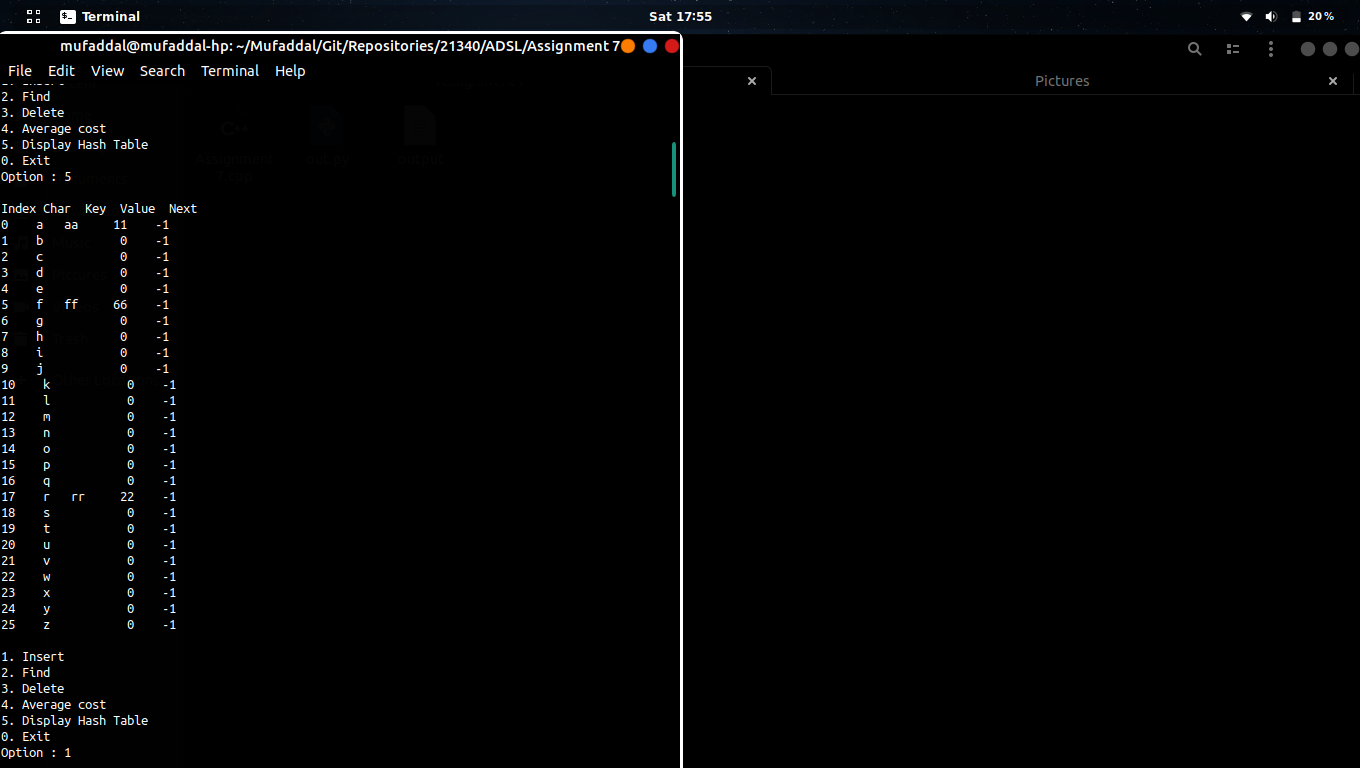 Terminal
Sat 17:55
20 %
mufaddal@mufaddal-hp: ~/Mufaddal/Git/Repositories/21340/ADSL/Assignment 7
File Edit View Search Terminal Help
Pictures
2. Find
3. Delete
4. Average cost
5. Display Hash Table
0. Exit
Option : 5
Index Char Key Value Next
0 a aa 11 -1
1 b 0 -1
2 c 0 -1
3 d 0 -1
4 e 0 -1
5 f ff 66 -1
6 g 0 -1
7 h 0 -1
8 i 0 -1
9 j 0 -1
10 k 0 -1
11 l 0 -1
12 m 0 -1
13 n 0 -1
14 o 0 -1
15 p 0 -1
16 q 0 -1
17 r rr 22 -1
18 s 0 -1
19 t 0 -1
20 u 0 -1
21 v 0 -1
22 w 0 -1
23 x 0 -1
24 y 0 -1
25 z 0 -1
1. Insert
2. Find
3. Delete
4. Average cost
5. Display Hash Table
0. Exit
Option : 1